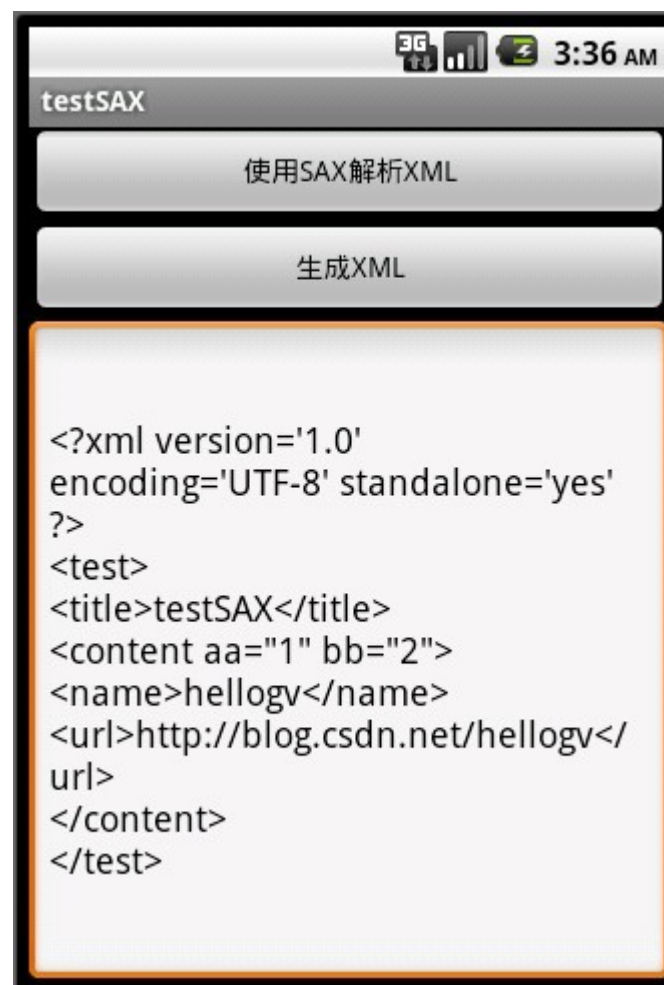 3G 3:36 AM
testSAX
使用SAX解析XML
生成XML
<?xml version='1.0'
encoding='UTF-8' standalone='yes'
?>
<test>
<title>testSAX</title>
<content aa="1" bb="2">
<name>hellogv</name>
<url>http://blog.csdn.net/hellogv</
url>
</content>
</test>